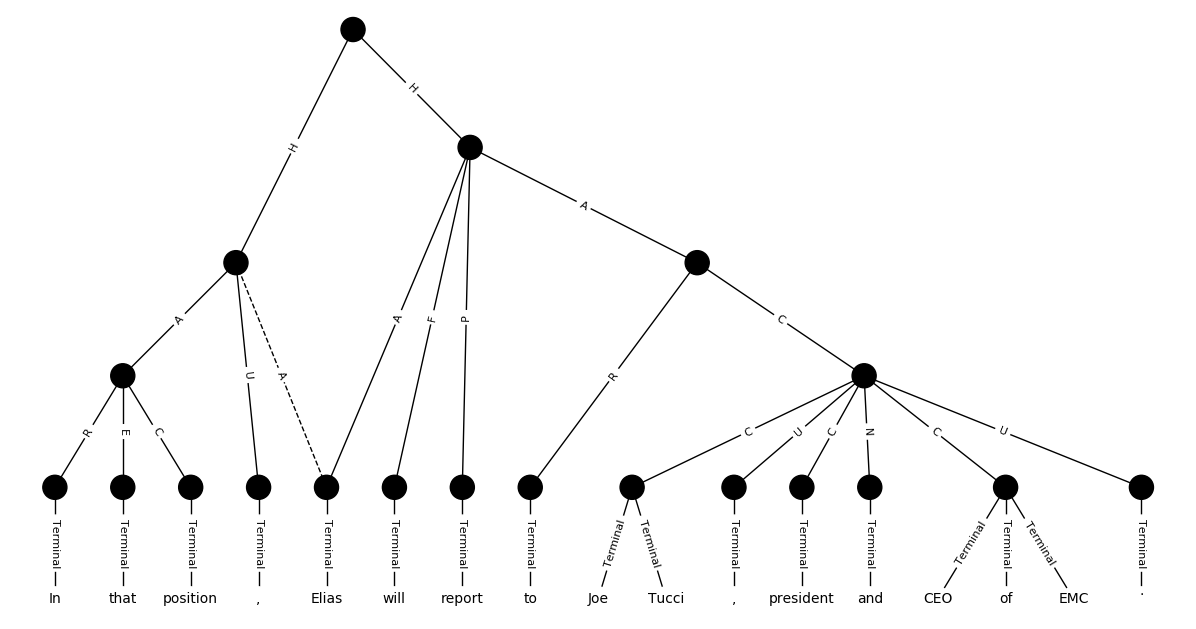 H
H
A
A U A A F P R C
R E C C U C N C U
Terminal Terminal Terminal Terminal Terminal Terminal Terminal Terminal Terminal Terminal Terminal Terminal Terminal Terminal Terminal Terminal Terminal
In that position , Elias will report to Joe Tucci , president and CEO of EMC .